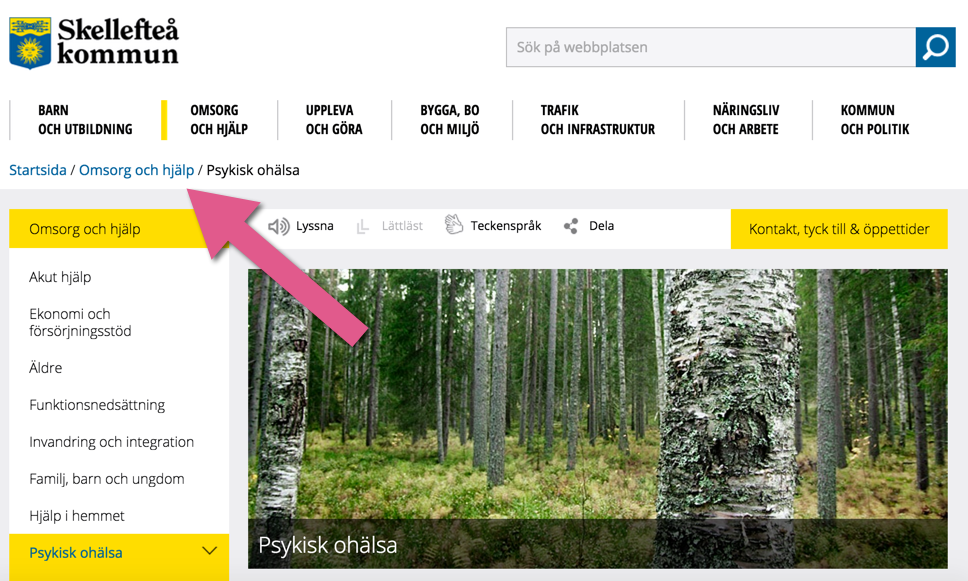 Skellefteå
kommun
Sök på webbplatsen
BARN
OCH UTBILDNING
OMSORG
OCH HJÄLP
UPPLEVA
OCH GÖRA
BYGGA, BO
OCH MILJÖ
TRAFIK
OCH INFRASTRUKTUR
NÄRINGSLIV
OCH ARBETE
KOMMUN
OCH POLITIK
Startsida / Omsorg och hjälp / Psykisk ohälsa
Omsorg och hjälp
Lyssna
Lättläst
Teckenspråk
Dela
Kontakt, tyck till & öppettider
Akut hjälp
Ekonomi och
försörjningsstöd
Äldre
Funktionsnedsättning
Invandring och integration
Familj, barn och ungdom
Hjälp i hemmet
Psykisk ohälsa
Psykisk ohälsa